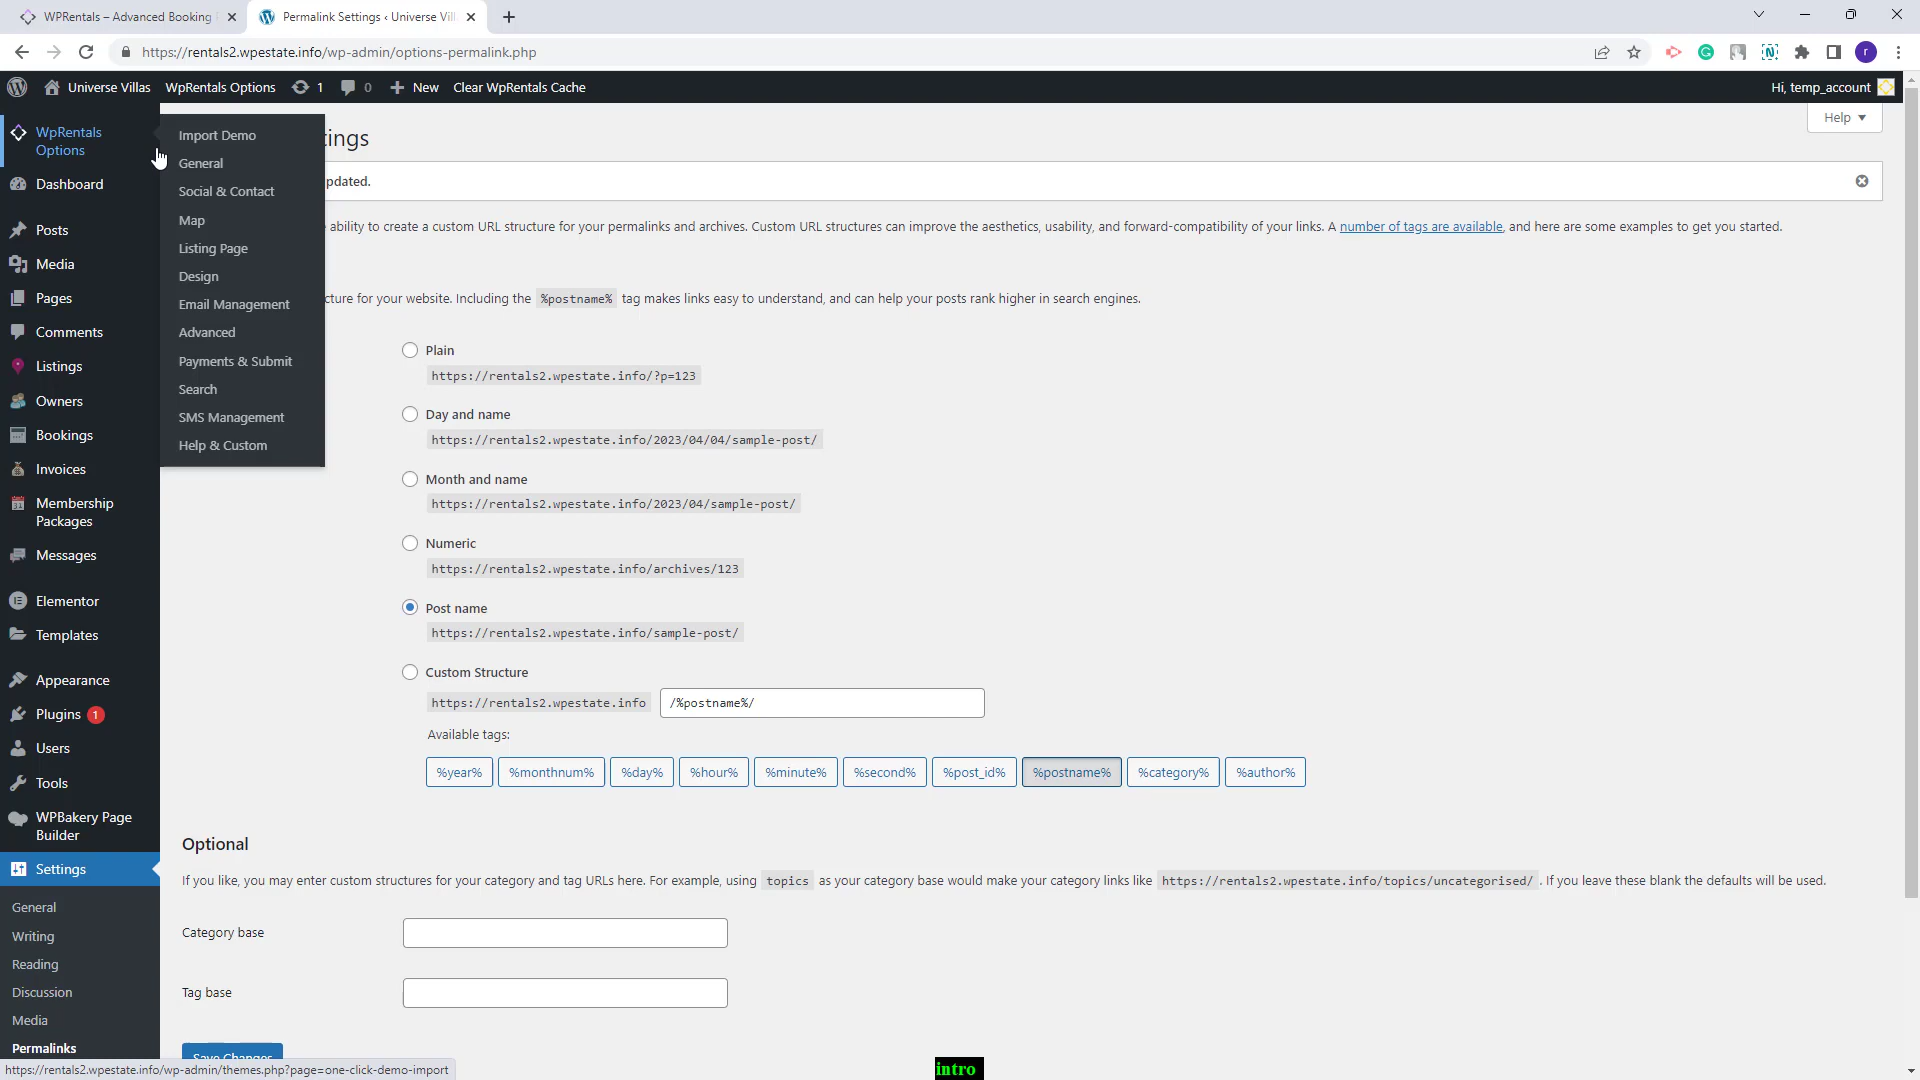 WPRentals – Advanced Booking
Permalink Settings ‹ Universe Vill
https://rentals2.wpestate.info/wp-admin/options-permalink.php
r
Universe Villas
WpRentals Options
1
0
New
Clear WpRentals Cache
Hi, temp_account
WpRentals
Options
Dashboard
Posts
Media
Pages
Comments
Listings
Owners
Bookings
Invoices
Membership
Packages
Messages
Elementor
Templates
Appearance
Plugins 1
Users
Tools
WPBakery Page
Builder
Settings
General
Writing
Reading
Discussion
Media
Permalinks
Import Demo
General
Social & Contact
Map
Listing Page
Design
Email Management
Advanced
Payments & Submit
Search
SMS Management
Help & Custom
Help
tings
pdated.
ability to create a custom URL structure for your permalinks and archives. Custom URL structures can improve the aesthetics, usability, and forward-compatibility of your links. A number of tags are available, and here are some examples to get you started.
cture for your website. Including the %postname% tag makes links easy to understand, and can help your posts rank higher in search engines.
Plain
https://rentals2.wpestate.info/?p=123
Day and name
https://rentals2.wpestate.info/2023/04/04/sample-post/
Month and name
https://rentals2.wpestate.info/2023/04/sample-post/
Numeric
https://rentals2.wpestate.info/archives/123
Post name
https://rentals2.wpestate.info/sample-post/
Custom Structure
https://rentals2.wpestate.info /%postname%/
Available tags:
%year% %monthnum% %day% %hour% %minute% %second% %post_id% %postname% %category% %author%
Optional
If you like, you may enter custom structures for your category and tag URLs here. For example, using topics as your category base would make your category links like https://rentals2.wpestate.info/topics/uncategorised/ . If you leave these blank the defaults will be used.
Category base
Tag base
Save Changes
https://rentals2.wpestate.info/wp-admin/themes.php?page=one-click-demo-import
intro